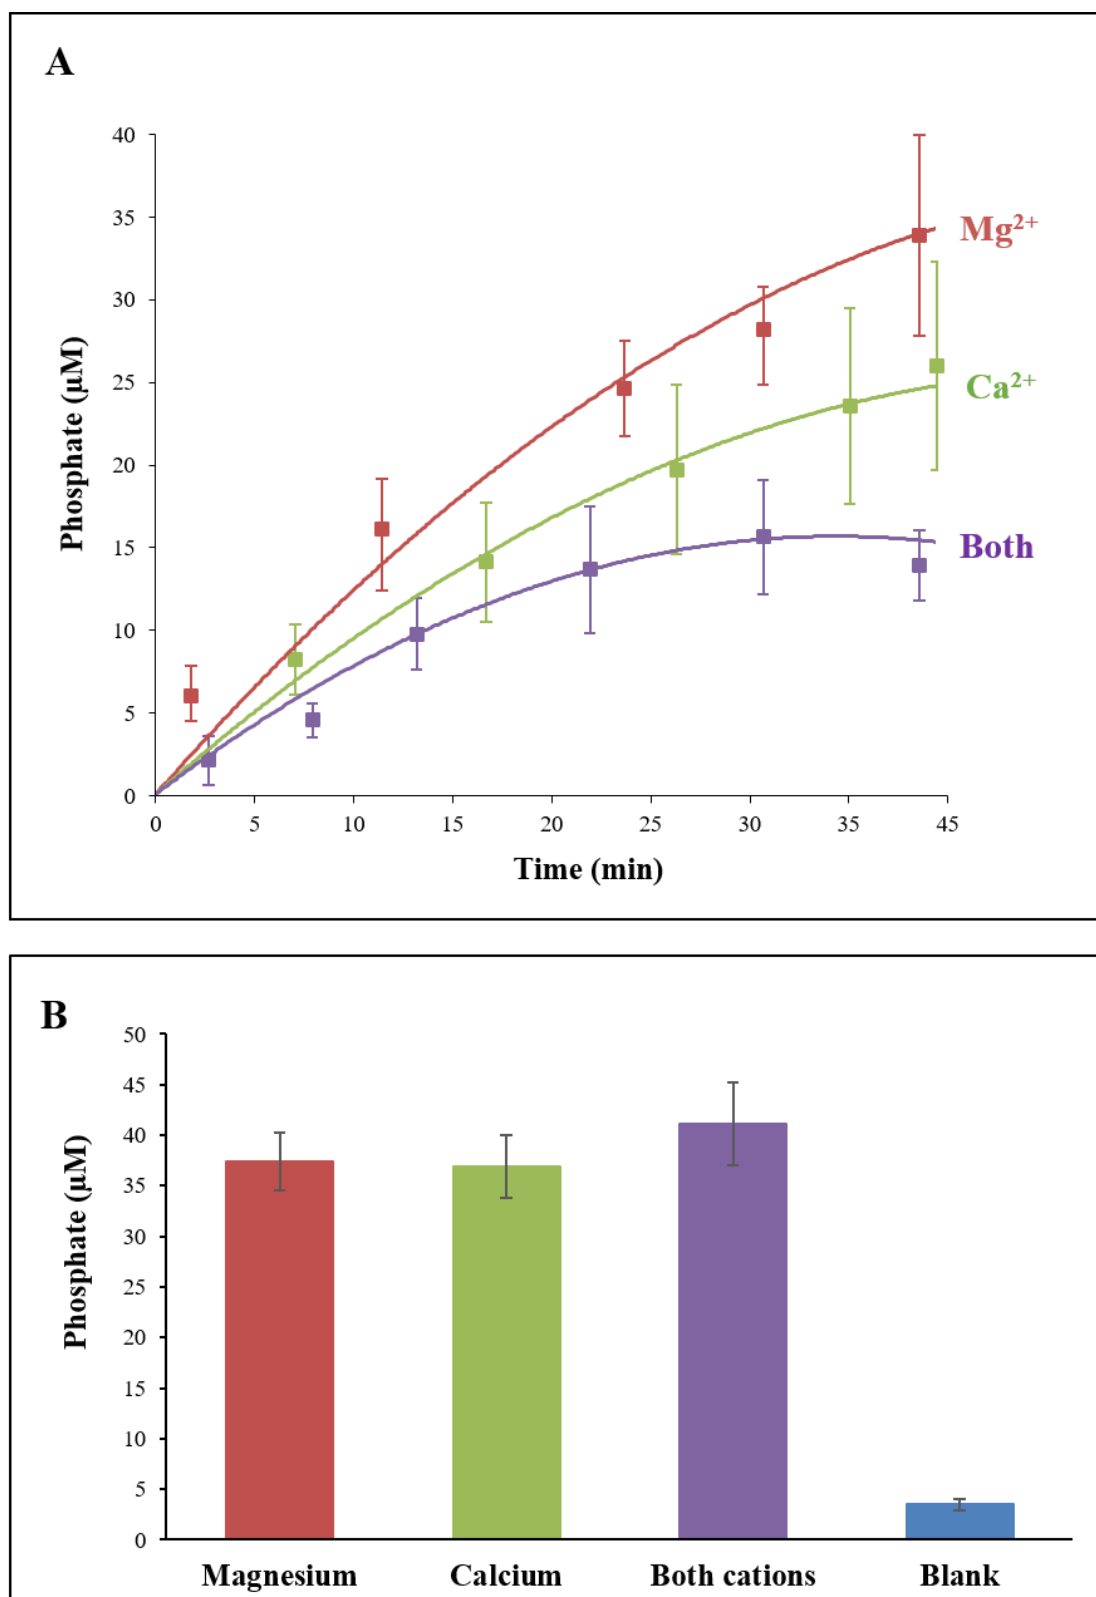 A
40
35
30
25
20
15
10
5
0
Phosphate (µM)
Mg²⁺
Ca²⁺
Both
0 5 10 15 20 25 30 35 40 45
Time (min)
B
50
45
40
35
30
25
20
15
10
5
0
Phosphate (µM)
Magnesium Calcium Both cations Blank